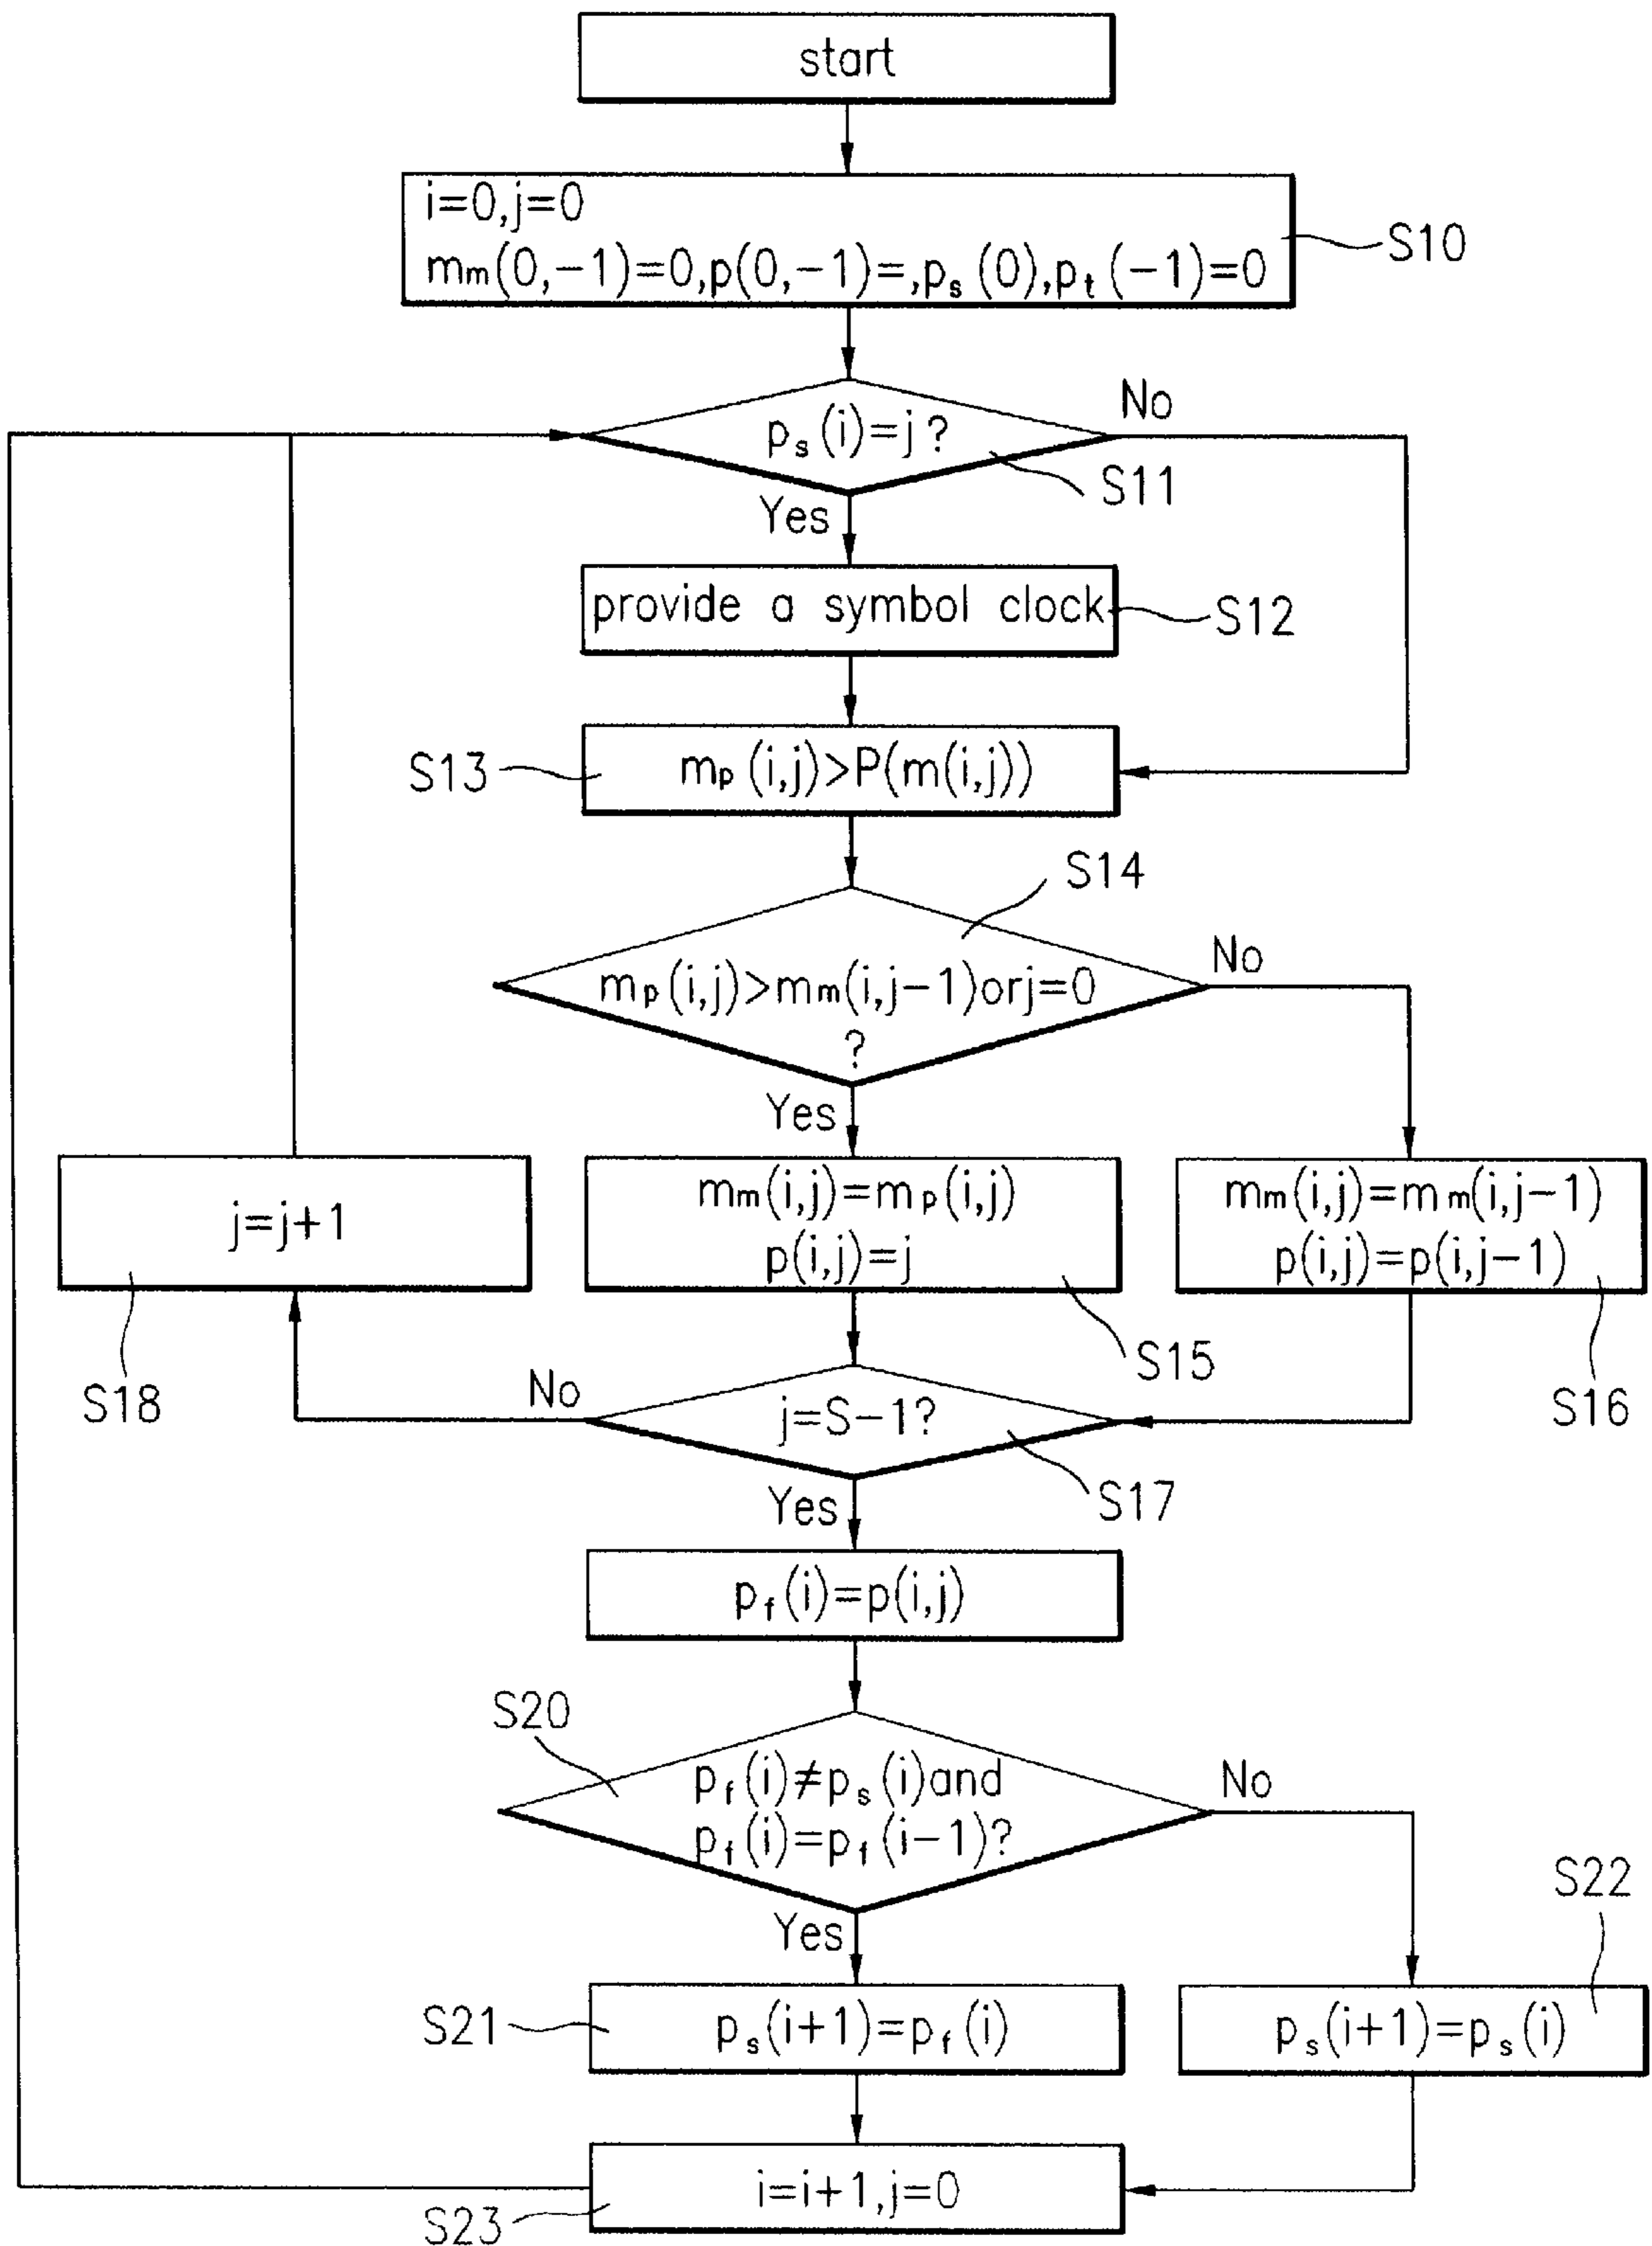 start
i=0,j=0
mm(0,-1)=0,p(0,-1)=,ps(0),pt(-1)=0
S10
ps(i)=j?
No
S11
Yes
provide a symbol clock
S12
mp(i,j)>P(m(i,j))
S13
S14
mp(i,j)>mm(i,j-1)orj=0
?
No
Yes
j=j+1
mm(i,j)=mp(i,j)
p(i,j)=j
mm(i,j)=mm(i,j-1)
p(i,j)=p(i,j-1)
S18
S15
S16
No
j=S-1?
S17
Yes
pf(i)=p(i,j)
S20
pf(i)≠ps(i)and
pf(i)=pf(i-1)?
No
Yes
S22
S21
ps(i+1)=pf(i)
ps(i+1)=ps(i)
i=i+1,j=0
S23